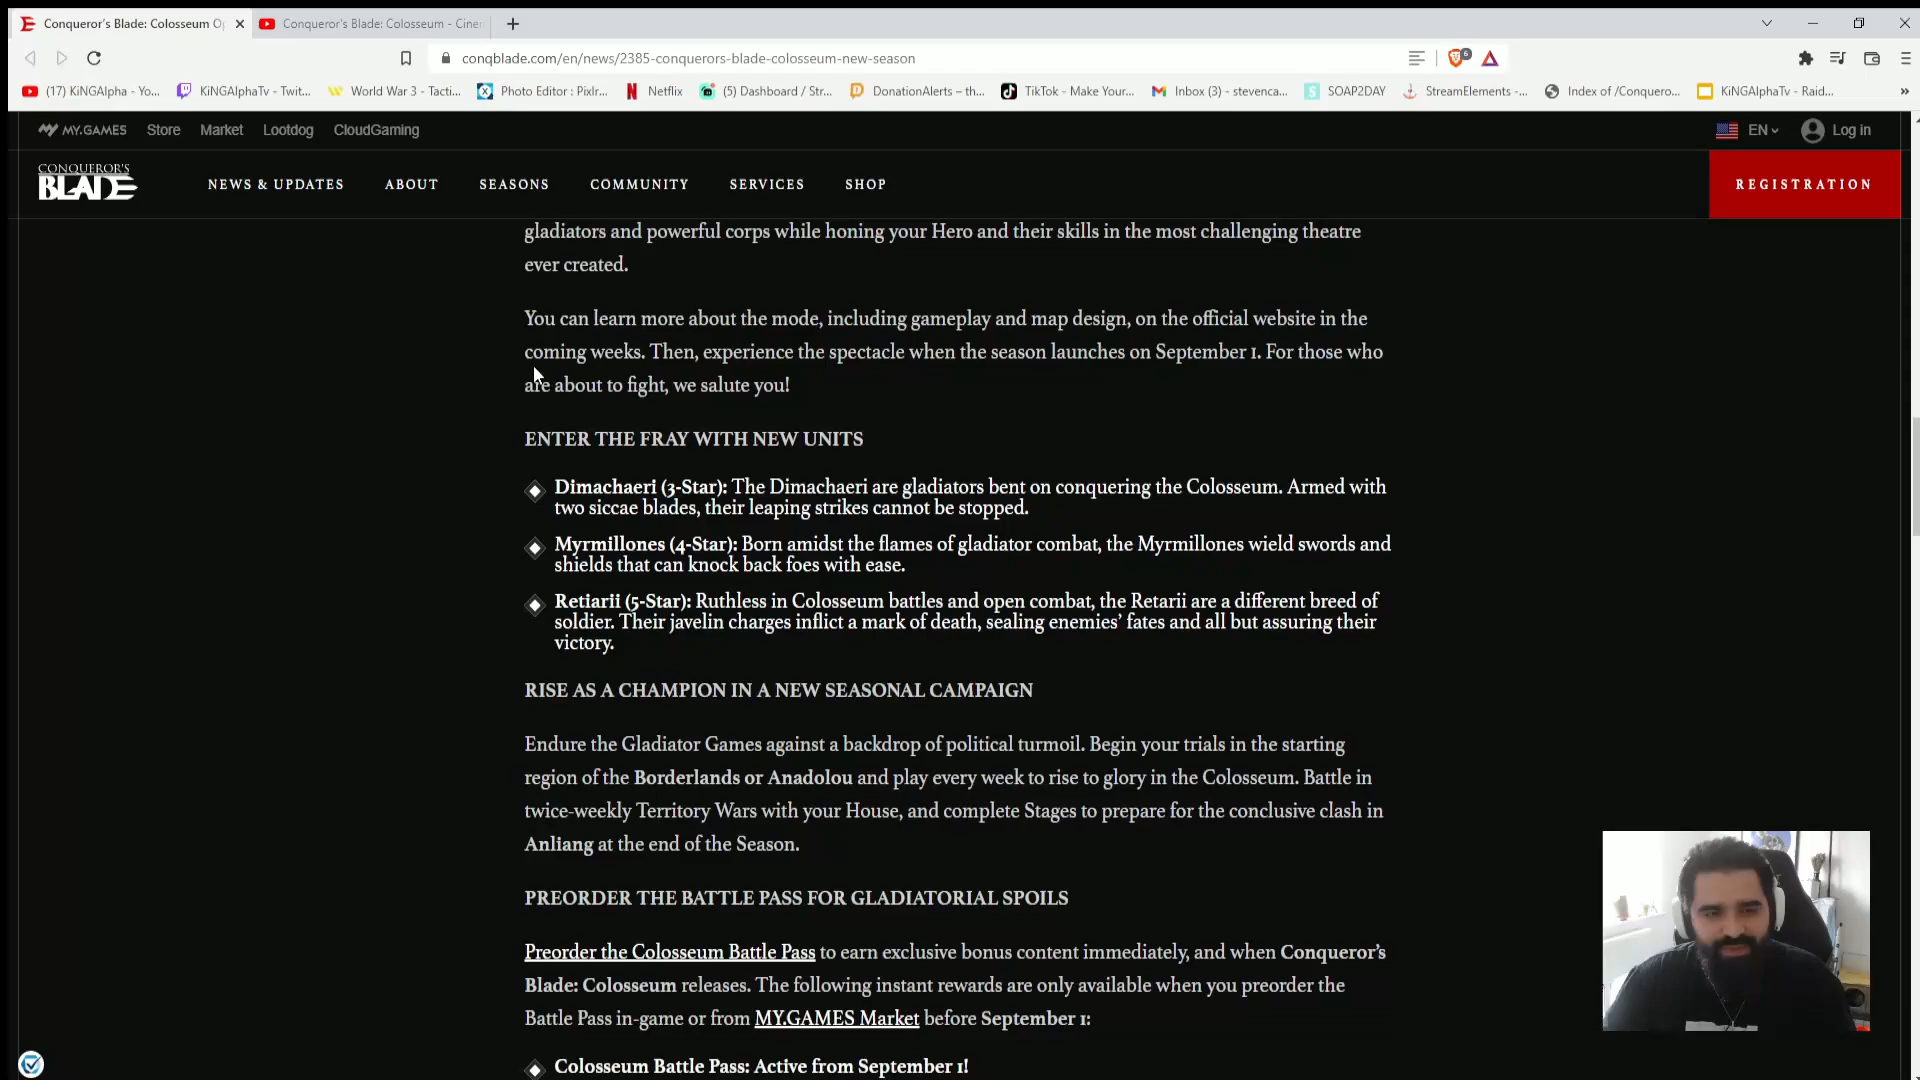 Conqueror's Blade: Colosseum O
Conqueror's Blade: Colosseum - Cine
conqblade.com/en/news/2385-conquerors-blade-colosseum-new-season
6
(17) KiNGAlpha - Yo...
KiNGAlphaTv - Twit...
World War 3 - Tacti...
Photo Editor : Pixlr...
Netflix
(5) Dashboard / Str...
DonationAlerts – th...
TikTok - Make Your...
Inbox (3) - stevenca...
SOAP2DAY
StreamElements -...
Index of /Conquero...
KiNGAlphaTv - Raid...
MY.GAMES
Store
Market
Lootdog
CloudGaming
EN
Log in
CONQUEROR'S
BLADE
NEWS & UPDATES
ABOUT
SEASONS
COMMUNITY
SERVICES
SHOP
REGISTRATION
gladiators and powerful corps while honing your Hero and their skills in the most challenging theatre
ever created.
You can learn more about the mode, including gameplay and map design, on the official website in the
coming weeks. Then, experience the spectacle when the season launches on September 1. For those who
are about to fight, we salute you!
ENTER THE FRAY WITH NEW UNITS
Dimachaeri (3-Star): The Dimachaeri are gladiators bent on conquering the Colosseum. Armed with
two siccae blades, their leaping strikes cannot be stopped.
Myrmillones (4-Star): Born amidst the flames of gladiator combat, the Myrmillones wield swords and
shields that can knock back foes with ease.
Retiarii (5-Star): Ruthless in Colosseum battles and open combat, the Retarii are a different breed of
soldier. Their javelin charges inflict a mark of death, sealing enemies' fates and all but assuring their
victory.
RISE AS A CHAMPION IN A NEW SEASONAL CAMPAIGN
Endure the Gladiator Games against a backdrop of political turmoil. Begin your trials in the starting
region of the Borderlands or Anadolou and play every week to rise to glory in the Colosseum. Battle in
twice-weekly Territory Wars with your House, and complete Stages to prepare for the conclusive clash in
Anliang at the end of the Season.
PREORDER THE BATTLE PASS FOR GLADIATORIAL SPOILS
Preorder the Colosseum Battle Pass to earn exclusive bonus content immediately, and when Conqueror's
Blade: Colosseum releases. The following instant rewards are only available when you preorder the
Battle Pass in-game or from MY.GAMES Market before September 1:
Colosseum Battle Pass: Active from September 1!